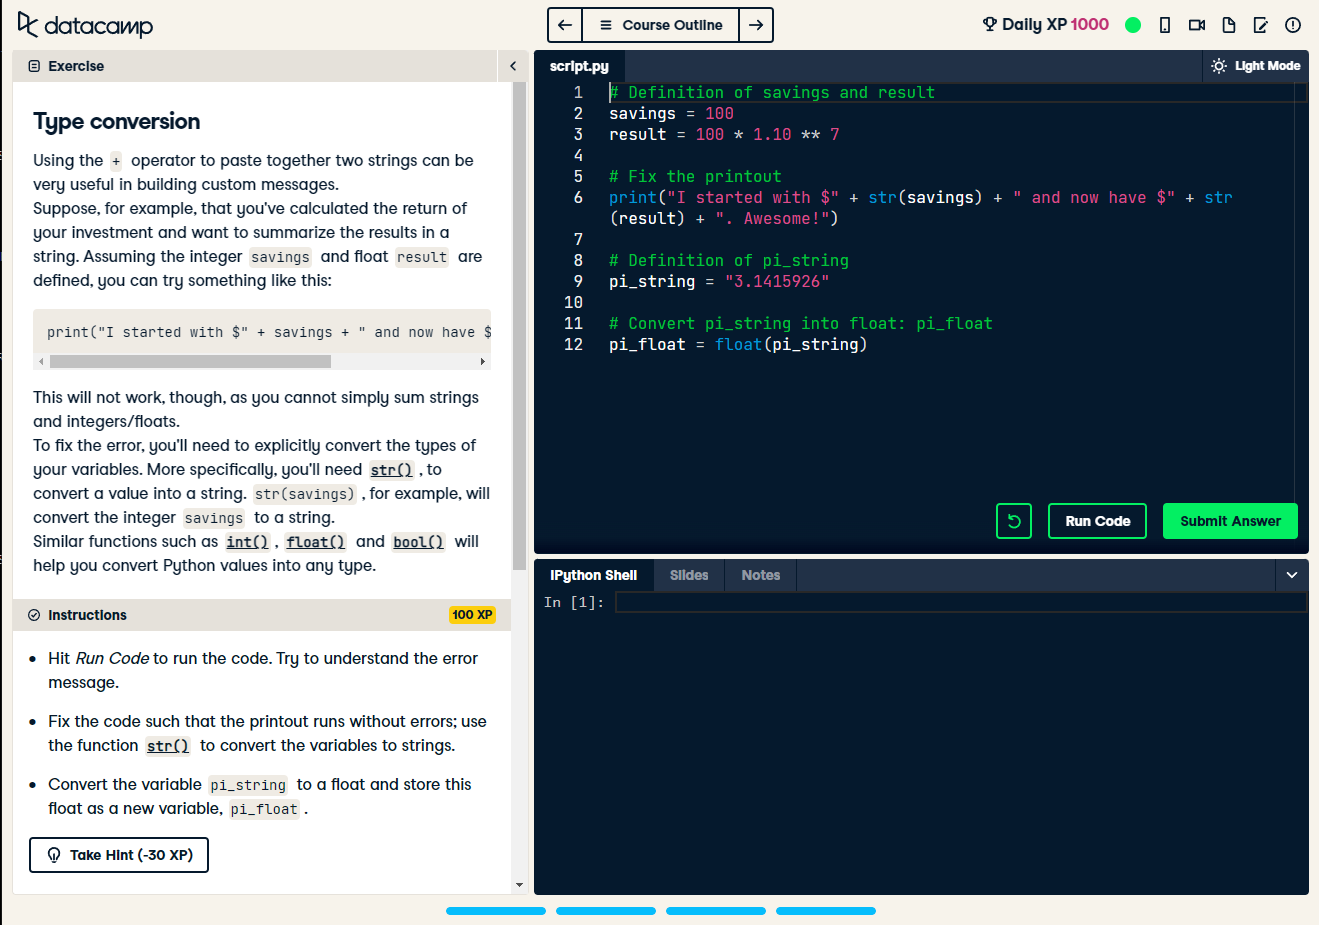 datacamp
Course Outline
Daily XP 1000
Exercise
Type conversion
Using the + operator to paste together two strings can be
very useful in building custom messages.
Suppose, for example, that you've calculated the return of
your investment and want to summarize the results in a
string. Assuming the integer savings and float result are
defined, you can try something like this:
print("I started with $" + savings + " and now have $
This will not work, though, as you cannot simply sum strings
and integers/floats.
To fix the error, you'll need to explicitly convert the types of
your variables. More specifically, you'll need str() , to
convert a value into a string. str(savings) , for example, will
convert the integer savings to a string.
Similar functions such as int() , float() and bool() will
help you convert Python values into any type.
Instructions
100 XP
• Hit Run Code to run the code. Try to understand the error
message.
• Fix the code such that the printout runs without errors; use
the function str() to convert the variables to strings.
• Convert the variable pi_string to a float and store this
float as a new variable, pi_float .
Take Hint (-30 XP)
script.py
Light Mode
1 # Definition of savings and result
2 savings = 100
3 result = 100 * 1.10 ** 7
4
5 # Fix the printout
6 print("I started with $" + str(savings) + " and now have $" + str
(result) + ". Awesome!")
7
8 # Definition of pi_string
9 pi_string = "3.1415926"
10
11 # Convert pi_string into float: pi_float
12 pi_float = float(pi_string)
Run Code
Submit Answer
IPython Shell
Slides
Notes
In [1]: